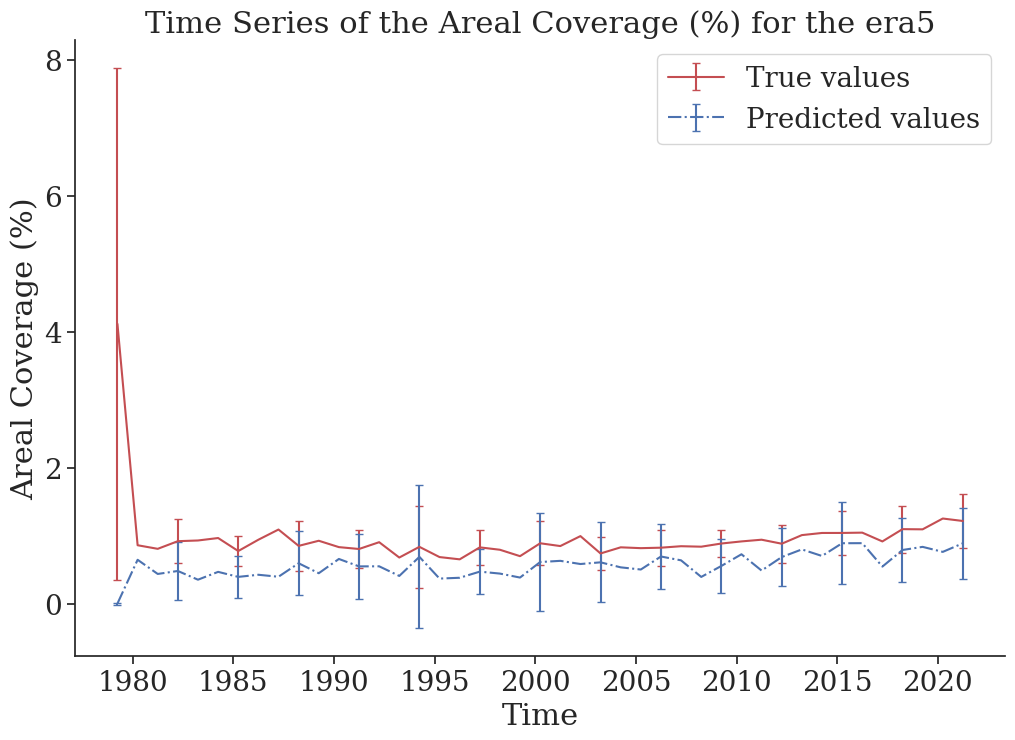 Time Series of the Areal Coverage (%) for the era5
True values
Predicted values
Areal Coverage (%)
8
6
4
2
0
1980 1985 1990 1995 2000 2005 2010 2015 2020
Time